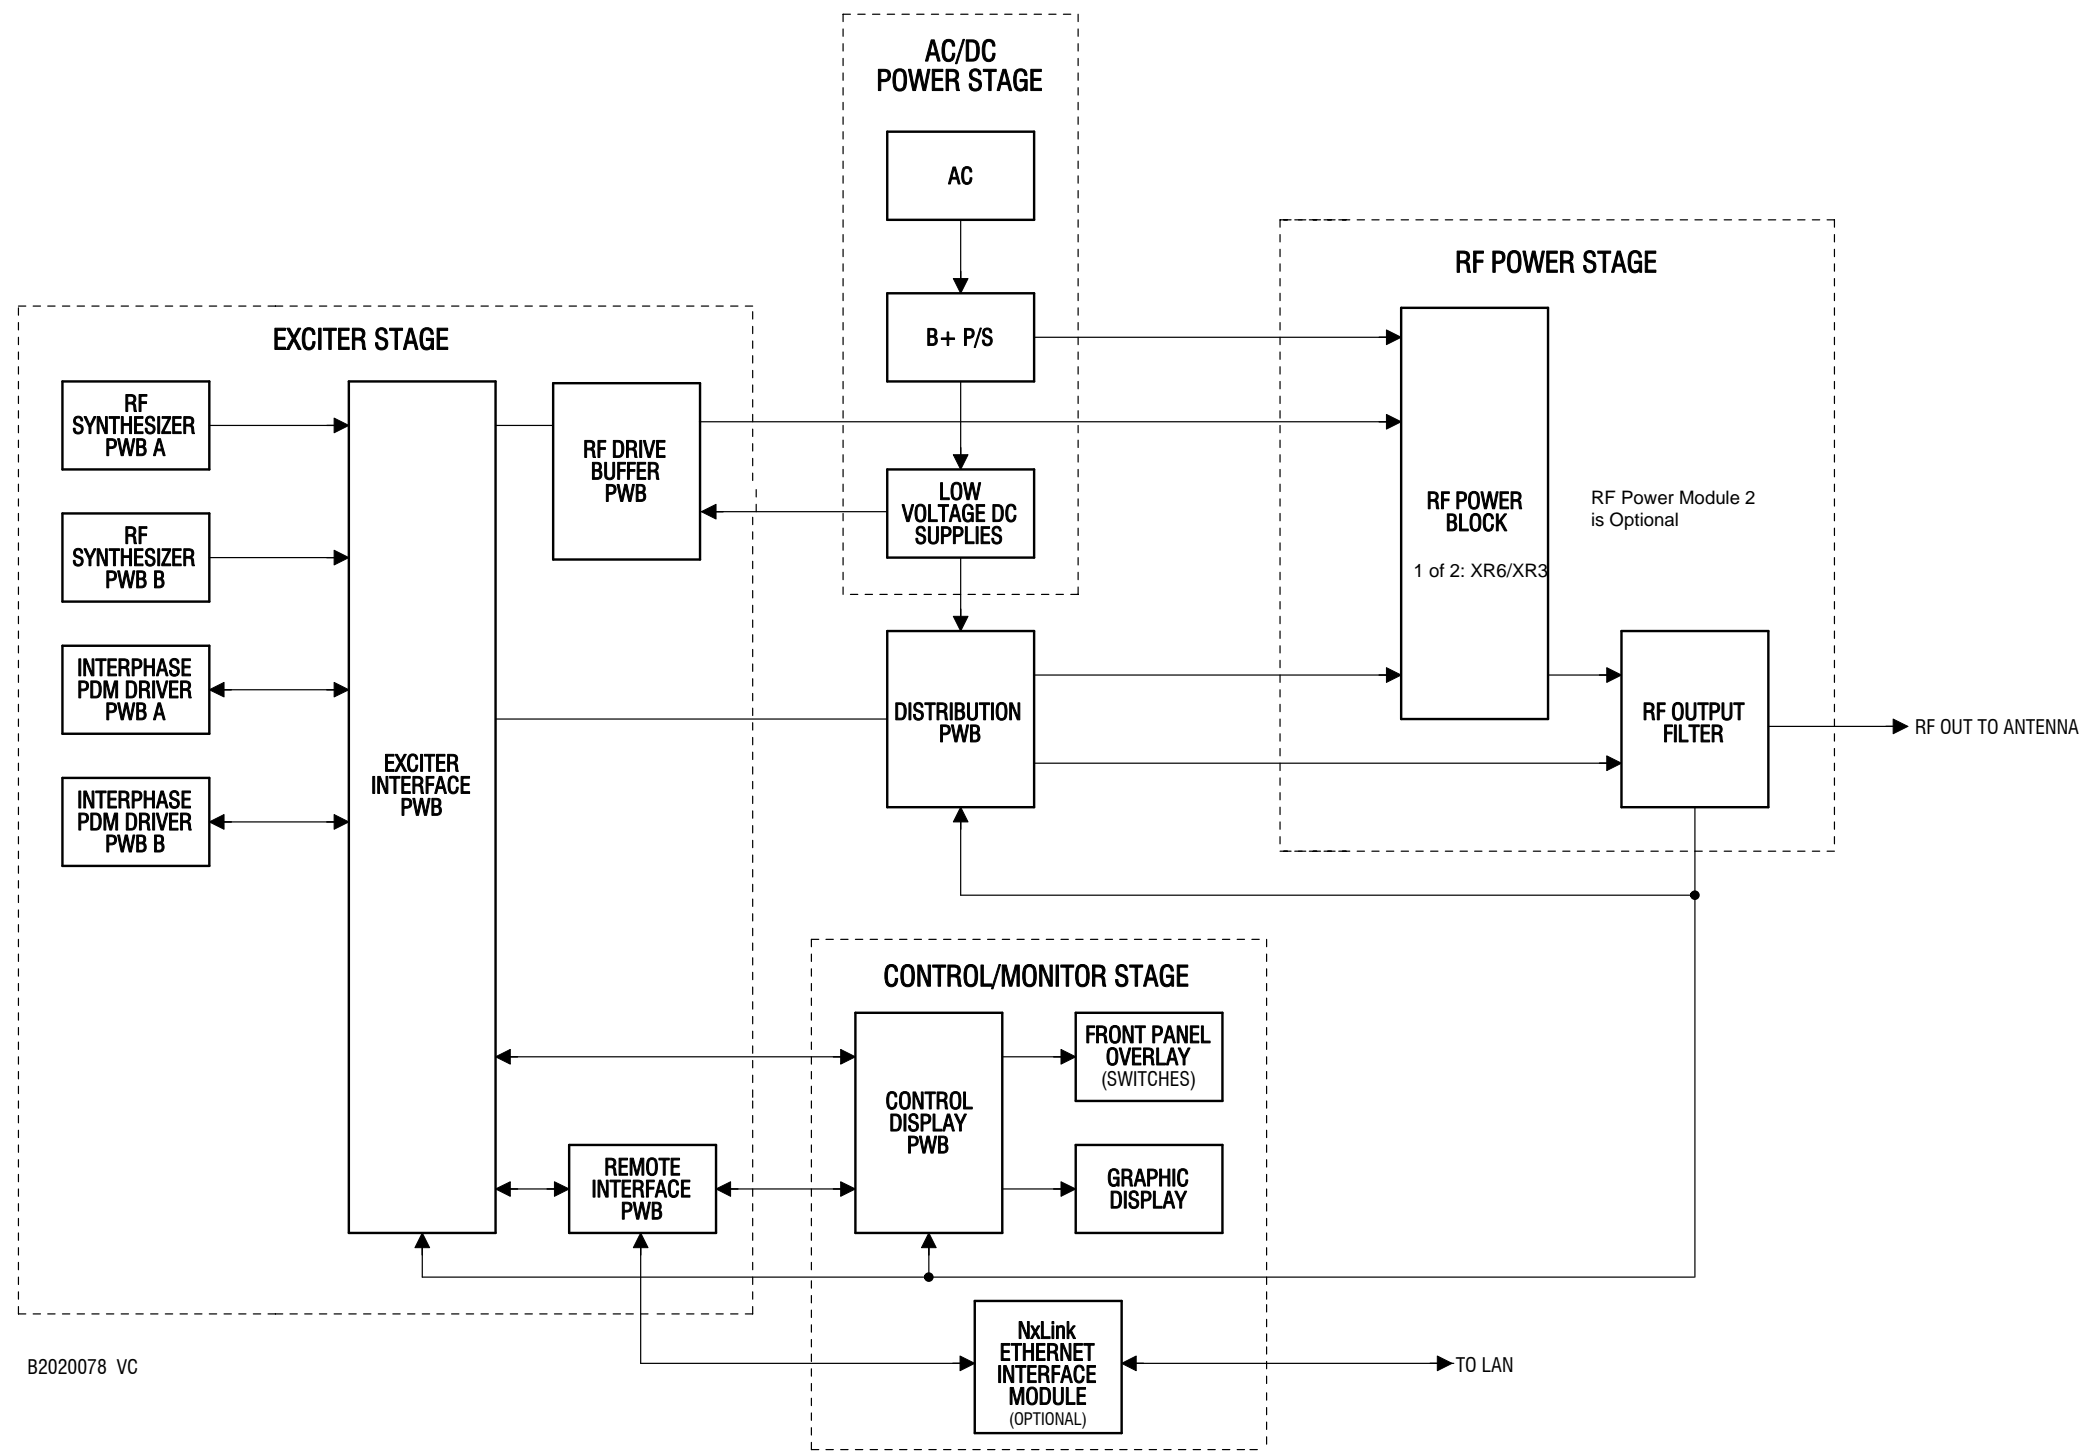 AC/DC
POWER STAGE
AC
B+ P/S
LOW
VOLTAGE DC
SUPPLIES
EXCITER STAGE
RF
SYNTHESIZER
PWB A
RF
SYNTHESIZER
PWB B
INTERPHASE
PDM DRIVER
PWB A
INTERPHASE
PDM DRIVER
PWB B
EXCITER
INTERFACE
PWB
RF DRIVE
BUFFER
PWB
REMOTE
INTERFACE
PWB
DISTRIBUTION
PWB
RF POWER STAGE
RF POWER
BLOCK
1 of 2: XR6/XR3
RF Power Module 2
is Optional
RF OUTPUT
FILTER
RF OUT TO ANTENNA
CONTROL/MONITOR STAGE
CONTROL
DISPLAY
PWB
FRONT PANEL
OVERLAY
(SWITCHES)
GRAPHIC
DISPLAY
NxLink
ETHERNET
INTERFACE
MODULE
(OPTIONAL)
TO LAN
B2020078 VC